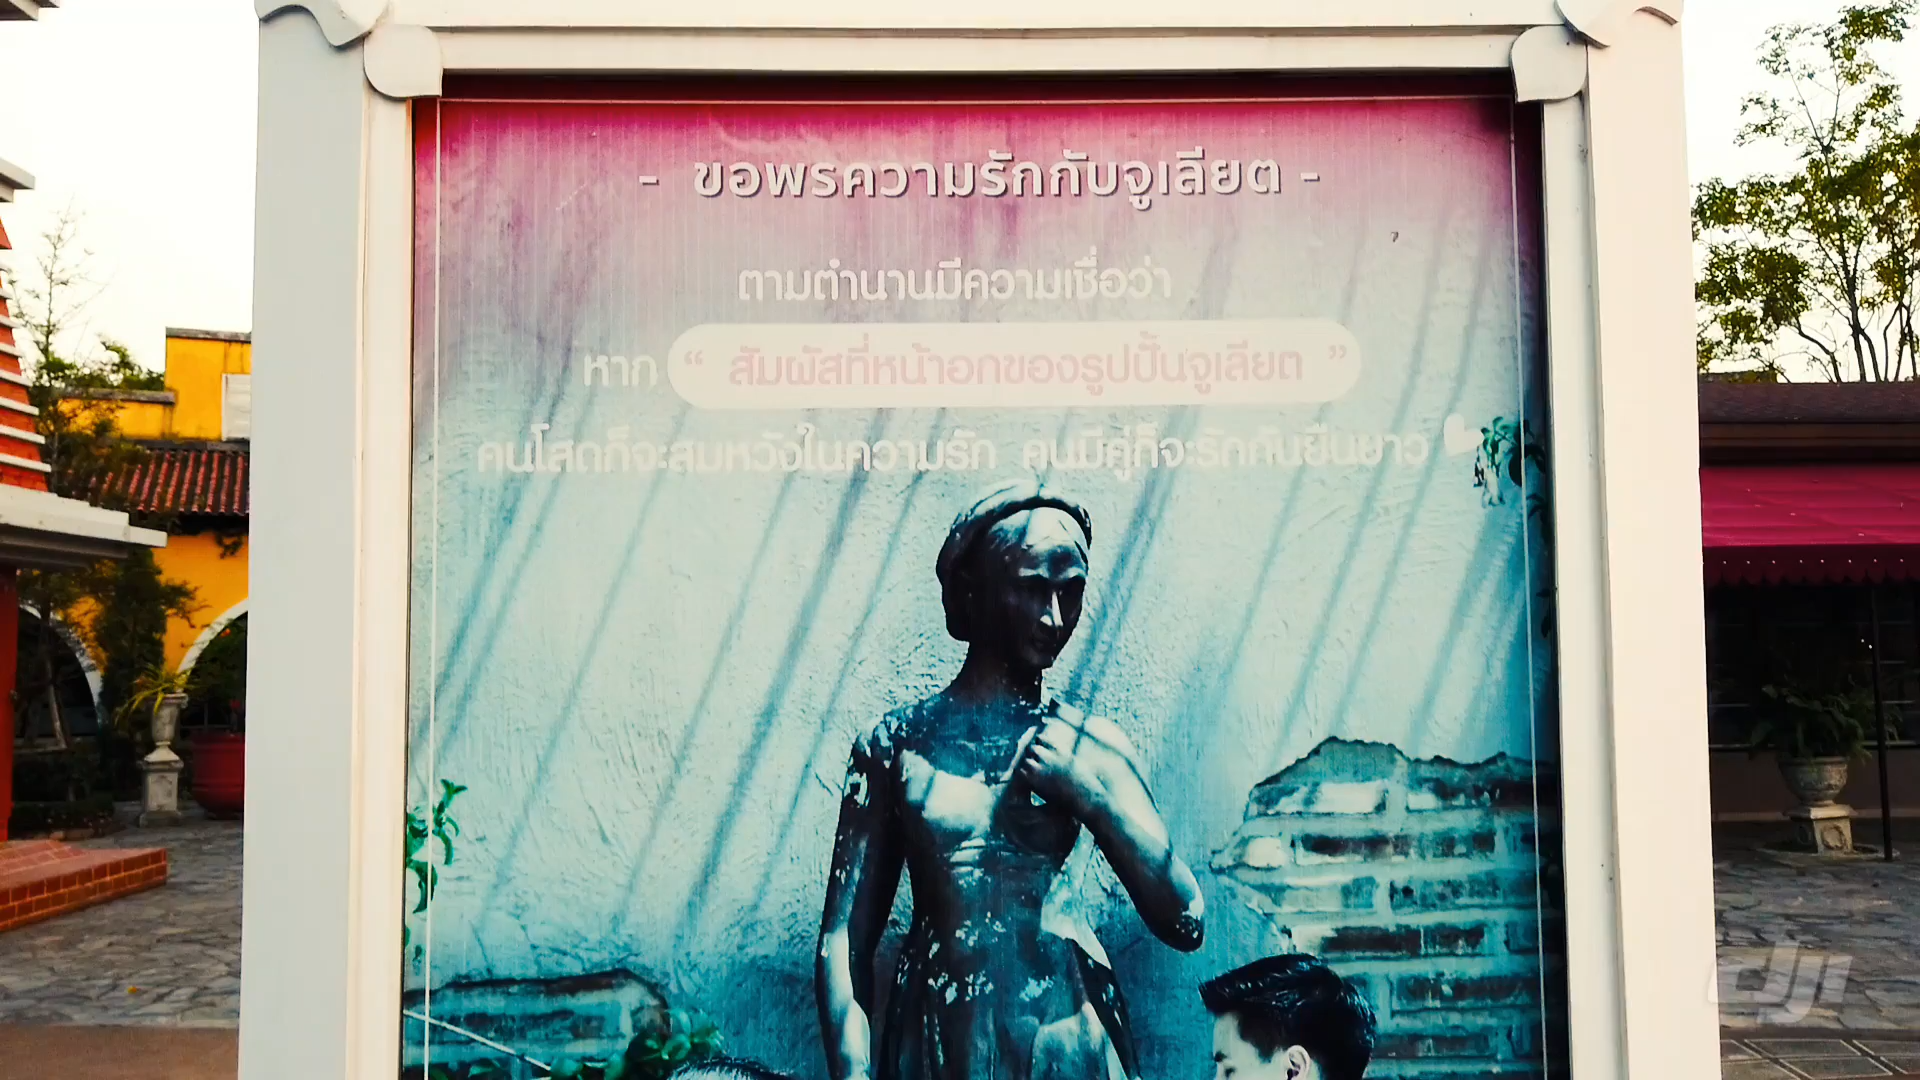 - ขอพรความรักกับจูเลียต -
ตามตำนานมีความเชื่อว่า
หาก “ สัมผัสที่หน้าอกของรูปปั้นจูเลียต ”
คนโสดก็จะสมหวังในความรัก คนมีคู่ก็จะรักกันยืนยาว
dji